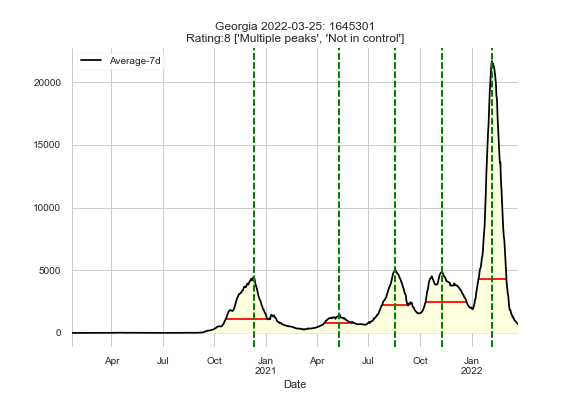 Georgia 2022-03-25: 1645301
Rating:8 ['Multiple peaks', 'Not in control']
Average-7d
20000
15000
10000
5000
0
Apr
Jul
Oct
Jan
2021
Apr
Jul
Oct
Jan
2022
Date